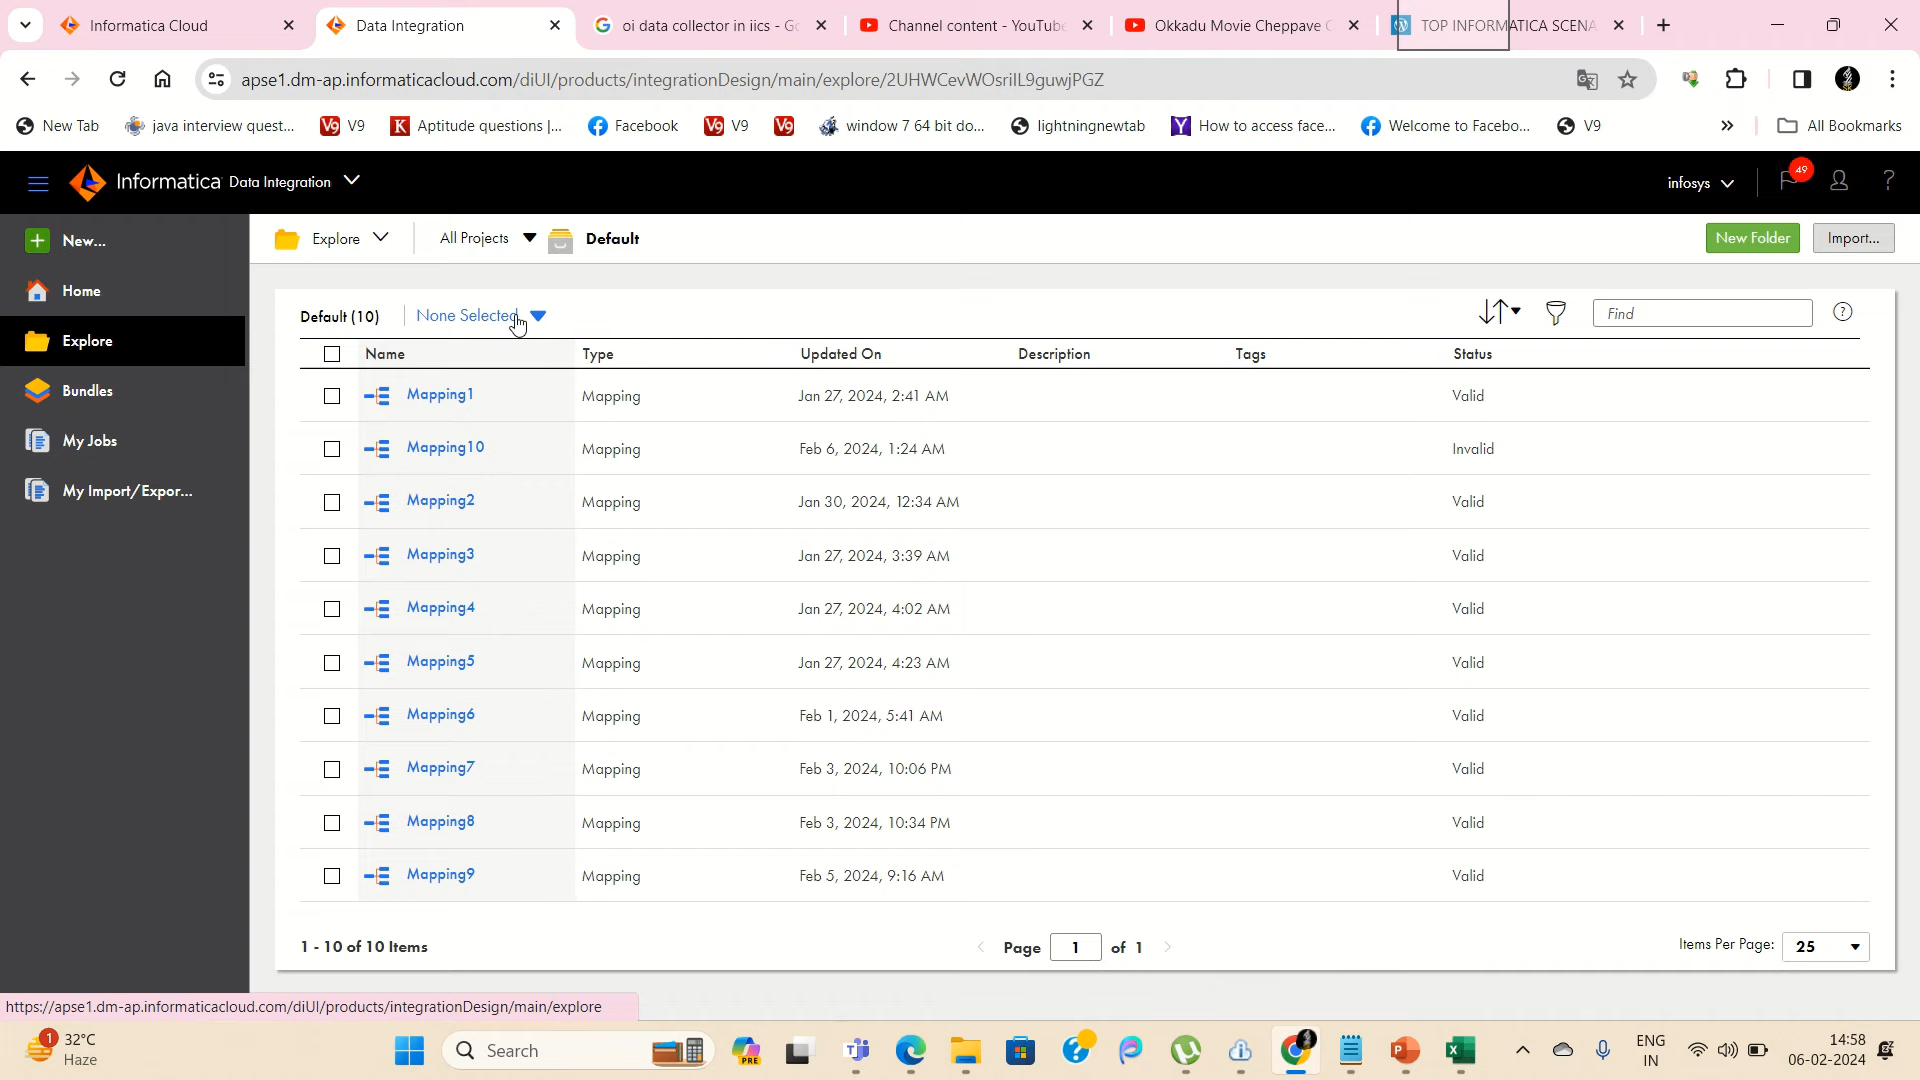 Informatica Cloud
Data Integration
oi data collector in iics - Go
Channel content - YouTube
Okkadu Movie Cheppave C
TOP INFORMATICA SCENA
apse1.dm-ap.informaticacloud.com/diUI/products/integrationDesign/main/explore/2UHWCevWOsriIL9guwjPGZ
New Tab
java interview quest...
V9
Aptitude questions |...
Facebook
V9
window 7 64 bit do...
lightningnewtab
How to access face...
Welcome to Facebo...
V9
All Bookmarks
Informatica Data Integration
infosys
49
New...
Home
Explore
Bundles
My Jobs
My Import/Expor...
Explore
All Projects
Default
New Folder
Import...
Default (10)
None Selected
Find
Name Type Updated On Description Tags Status
Mapping1 Mapping Jan 27, 2024, 2:41 AM Valid
Mapping10 Mapping Feb 6, 2024, 1:24 AM Invalid
Mapping2 Mapping Jan 30, 2024, 12:34 AM Valid
Mapping3 Mapping Jan 27, 2024, 3:39 AM Valid
Mapping4 Mapping Jan 27, 2024, 4:02 AM Valid
Mapping5 Mapping Jan 27, 2024, 4:23 AM Valid
Mapping6 Mapping Feb 1, 2024, 5:41 AM Valid
Mapping7 Mapping Feb 3, 2024, 10:06 PM Valid
Mapping8 Mapping Feb 3, 2024, 10:34 PM Valid
Mapping9 Mapping Feb 5, 2024, 9:16 AM Valid
1 - 10 of 10 Items
Page 1 of 1
Items Per Page: 25
https://apse1.dm-ap.informaticacloud.com/diUI/products/integrationDesign/main/explore
1
32°C
Haze
Search
PRE
ENG
IN
14:58
06-02-2024